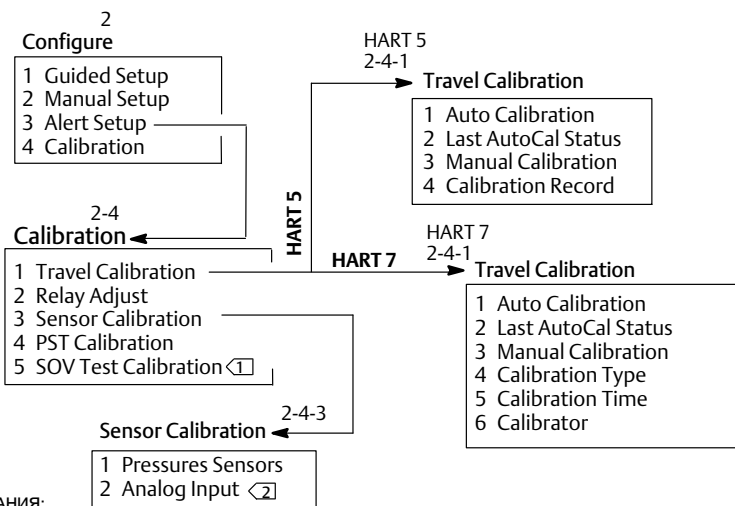 2
Configure
1 Guided Setup
2 Manual Setup
3 Alert Setup
4 Calibration
HART 5
2-4-1
Travel Calibration
1 Auto Calibration
2 Last AutoCal Status
3 Manual Calibration
4 Calibration Record
HART 5
HART 7
HART 7
2-4-1
Travel Calibration
1 Auto Calibration
2 Last AutoCal Status
3 Manual Calibration
4 Calibration Type
5 Calibration Time
6 Calibrator
2-4
Calibration
1 Travel Calibration
2 Relay Adjust
3 Sensor Calibration
4 PST Calibration
5 SOV Test Calibration 1
2-4-3
Sensor Calibration
1 Pressures Sensors
2 Analog Input 2
АНИЯ: